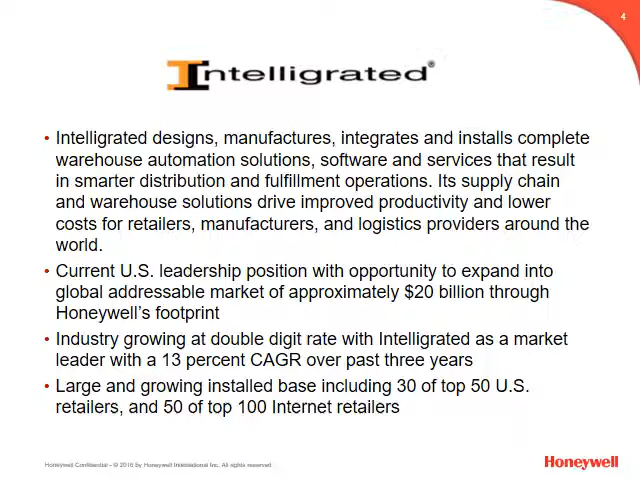 4
Intelligrated®
• Intelligrated designs, manufactures, integrates and installs complete
warehouse automation solutions, software and services that result
in smarter distribution and fulfillment operations. Its supply chain
and warehouse solutions drive improved productivity and lower
costs for retailers, manufacturers, and logistics providers around the
world.
• Current U.S. leadership position with opportunity to expand into
global addressable market of approximately $20 billion through
Honeywell’s footprint
• Industry growing at double digit rate with Intelligrated as a market
leader with a 13 percent CAGR over past three years
• Large and growing installed base including 30 of top 50 U.S.
retailers, and 50 of top 100 Internet retailers
Honeywell Confidential - © 2016 by Honeywell International Inc. All rights reserved.
Honeywell